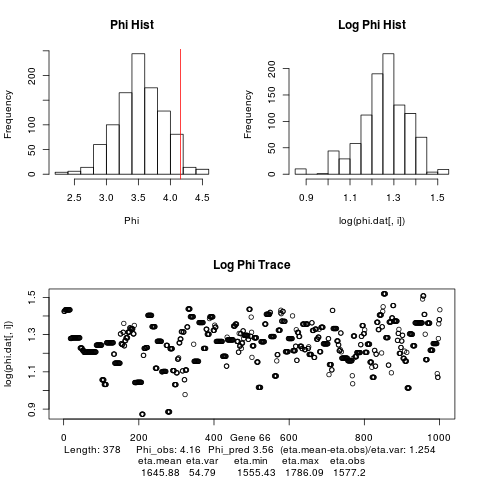 Phi Hist
Log Phi Hist
Frequency
0 50 100 200
2.5 3.0 3.5 4.0 4.5
Phi
Frequency
0 50 100 200
0.9 1.1 1.3 1.5
log(phi.dat[, i])
Log Phi Trace
log(phi.dat[, i])
0.9 1.1 1.3 1.5
0 200 400 600 800 1000
Gene 66
Length: 378 Phi_obs: 4.16 Phi_pred 3.56 (eta.mean-eta.obs)/eta.var: 1.254
eta.mean eta.var eta.min eta.max eta.obs
1645.88 54.79 1555.43 1786.09 1577.2